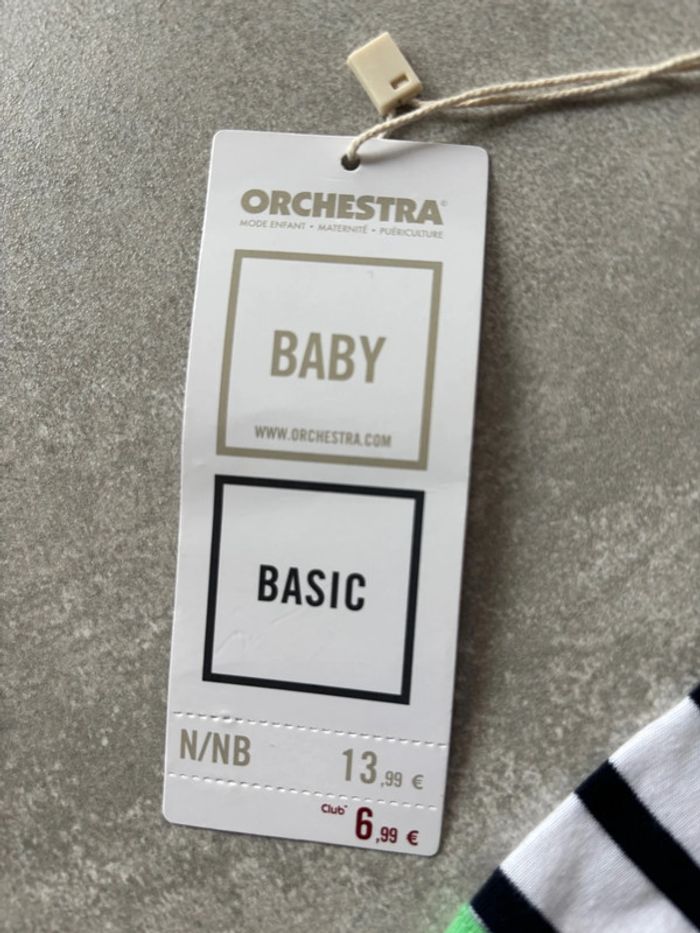 ORCHESTRA©
MODE ENFANT • MATERNITÉ • PUÉRICULTURE
BABY
WWW.ORCHESTRA.COM
BASIC
N/NB 13,99 €
Club 6,99 €